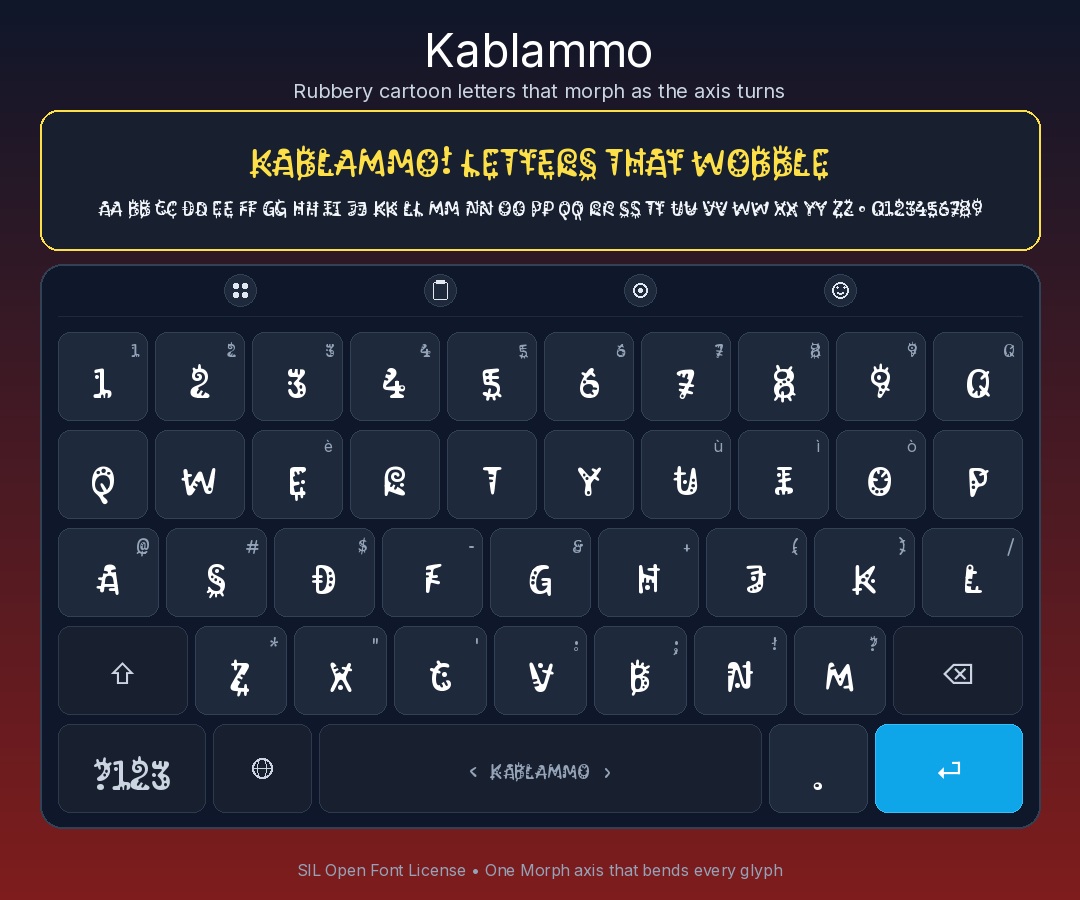 Kablammo
Rubbery cartoon letters that morph as the axis turns
KABLAMMO! LETTERS THAT WOBBLE
AA BB CC DD EE FF GG HH II JJ KK LL MM NN OO PP QQ RR SS TT UU VV WW XX YY ZZ • 0123456789
1 2 3 4 5 6 7 8 9 0
1 2 3 4 5 6 7 8 9 0
è ù ì ò
Q W E R T Y U I O P
@ # $ - & + ( ) /
A S D F G H J K L
* " ' : ; ! ?
Z X C V B N M
?123 ‹ KABLAMMO › .
SIL Open Font License • One Morph axis that bends every glyph